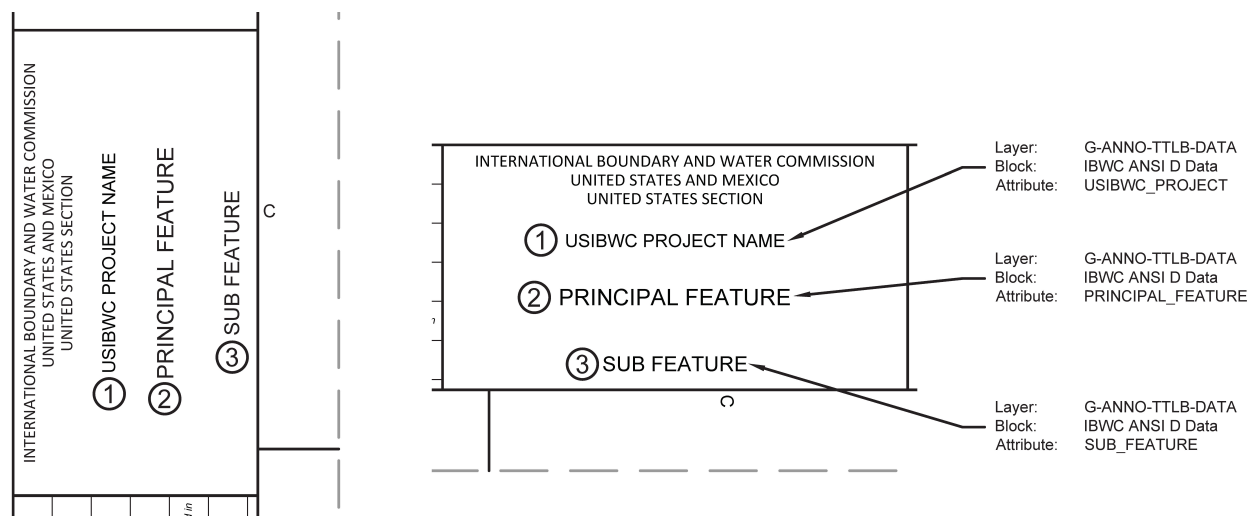 INTERNATIONAL BOUNDARY AND WATER COMMISSION
UNITED STATES AND MEXICO
UNITED STATES SECTION
1 USIBWC PROJECT NAME
2 PRINCIPAL FEATURE
3 SUB FEATURE
C
d in
INTERNATIONAL BOUNDARY AND WATER COMMISSION
UNITED STATES AND MEXICO
UNITED STATES SECTION
1 USIBWC PROJECT NAME
2 PRINCIPAL FEATURE
3 SUB FEATURE
C
Layer: G-ANNO-TTLB-DATA
Block: IBWC ANSI D Data
Attribute: USIBWC_PROJECT
Layer: G-ANNO-TTLB-DATA
Block: IBWC ANSI D Data
Attribute: PRINCIPAL_FEATURE
Layer: G-ANNO-TTLB-DATA
Block: IBWC ANSI D Data
Attribute: SUB_FEATURE